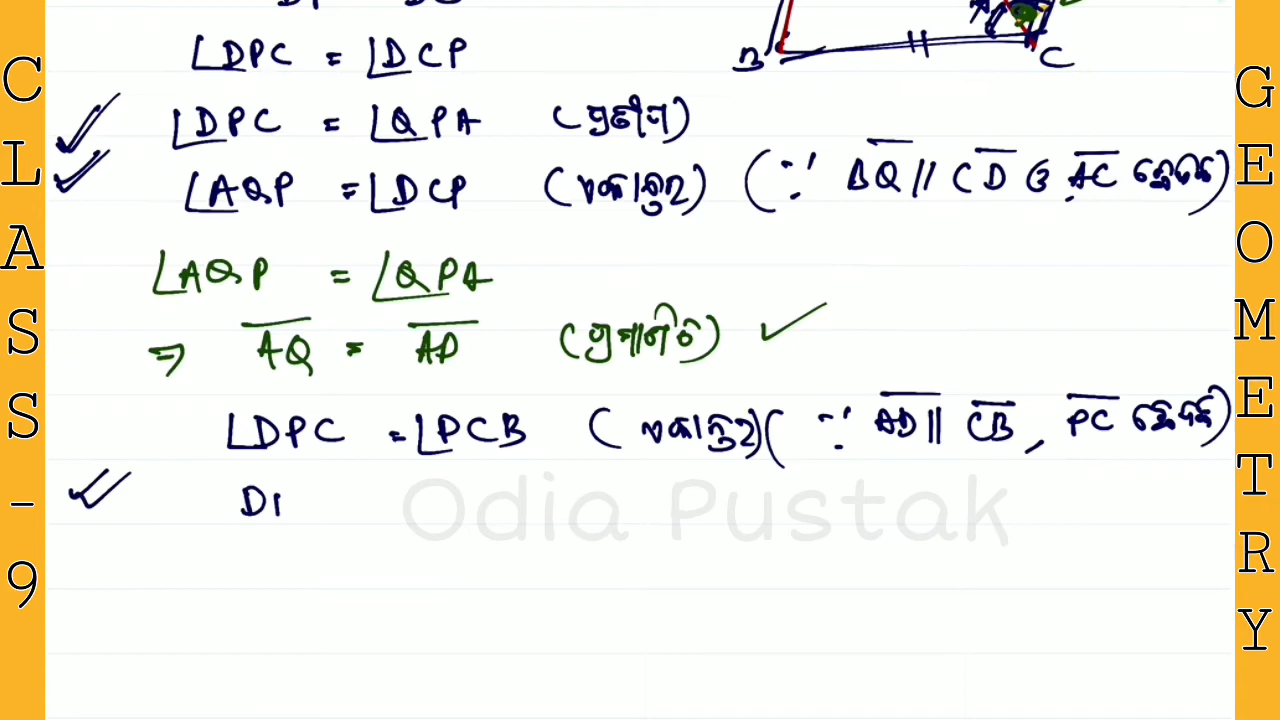 ∠DPC = ∠DCP
∠DPC = ∠QPA (ପ୍ରତୀପ)
∠AQP = ∠DCP (ଏକାନ୍ତର) (∵ BQ || CD ଓ AC ଛେଦକ)
∠AQP = ∠QPA
⇒ AQ = AP (ପ୍ରମାଣିତ)
∠DPC = ∠PCB (ଏକାନ୍ତର) (∵ AD || CB, PC ଛେଦକ)
DI
B
C
Odia Pustak
CLASS-9
GEOMETRY